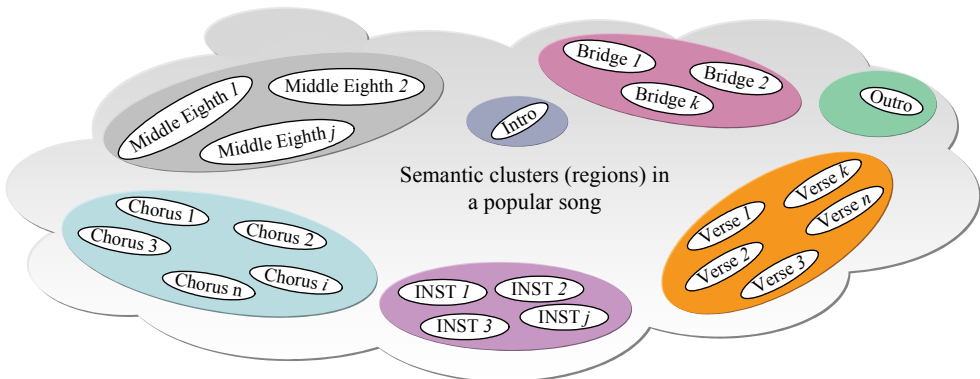 Middle Eighth 1
Middle Eighth 2
Middle Eighth j
Intro
Bridge 1
Bridge 2
Bridge k
Outro
Semantic clusters (regions) in
a popular song
Chorus 1
Chorus 2
Chorus 3
Chorus i
Chorus n
INST 1
INST 2
INST 3
INST j
Verse k
Verse 1
Verse n
Verse 2
Verse 3